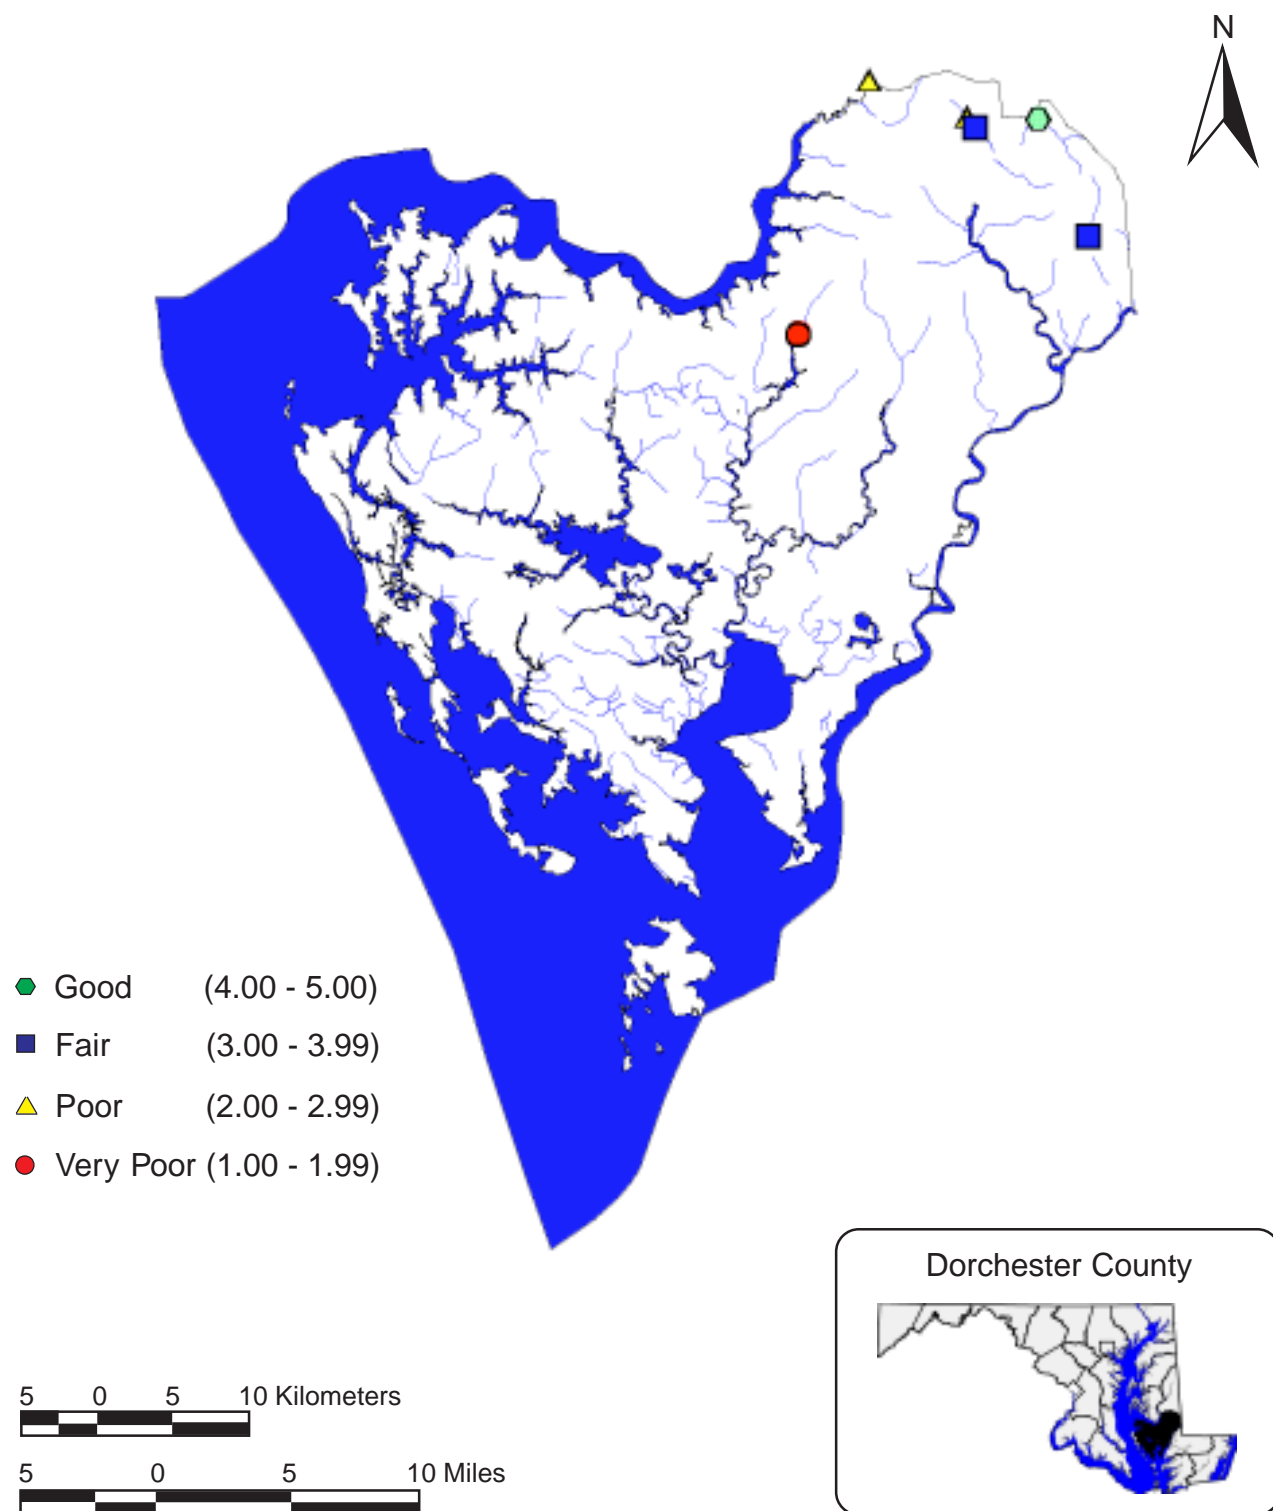 N
Good (4.00 - 5.00)
Fair (3.00 - 3.99)
Poor (2.00 - 2.99)
Very Poor (1.00 - 1.99)
Dorchester County
5 0 5 10 Kilometers
5 0 5 10 Miles